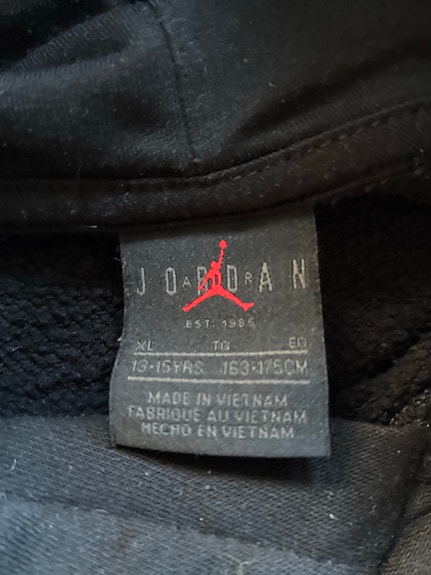 JORDAN
AIR
EST. 1985
XL TG EG
13-15YRS 163-175CM
MADE IN VIETNAM
FABRIQUE AU VIETNAM
HECHO EN VIETNAM